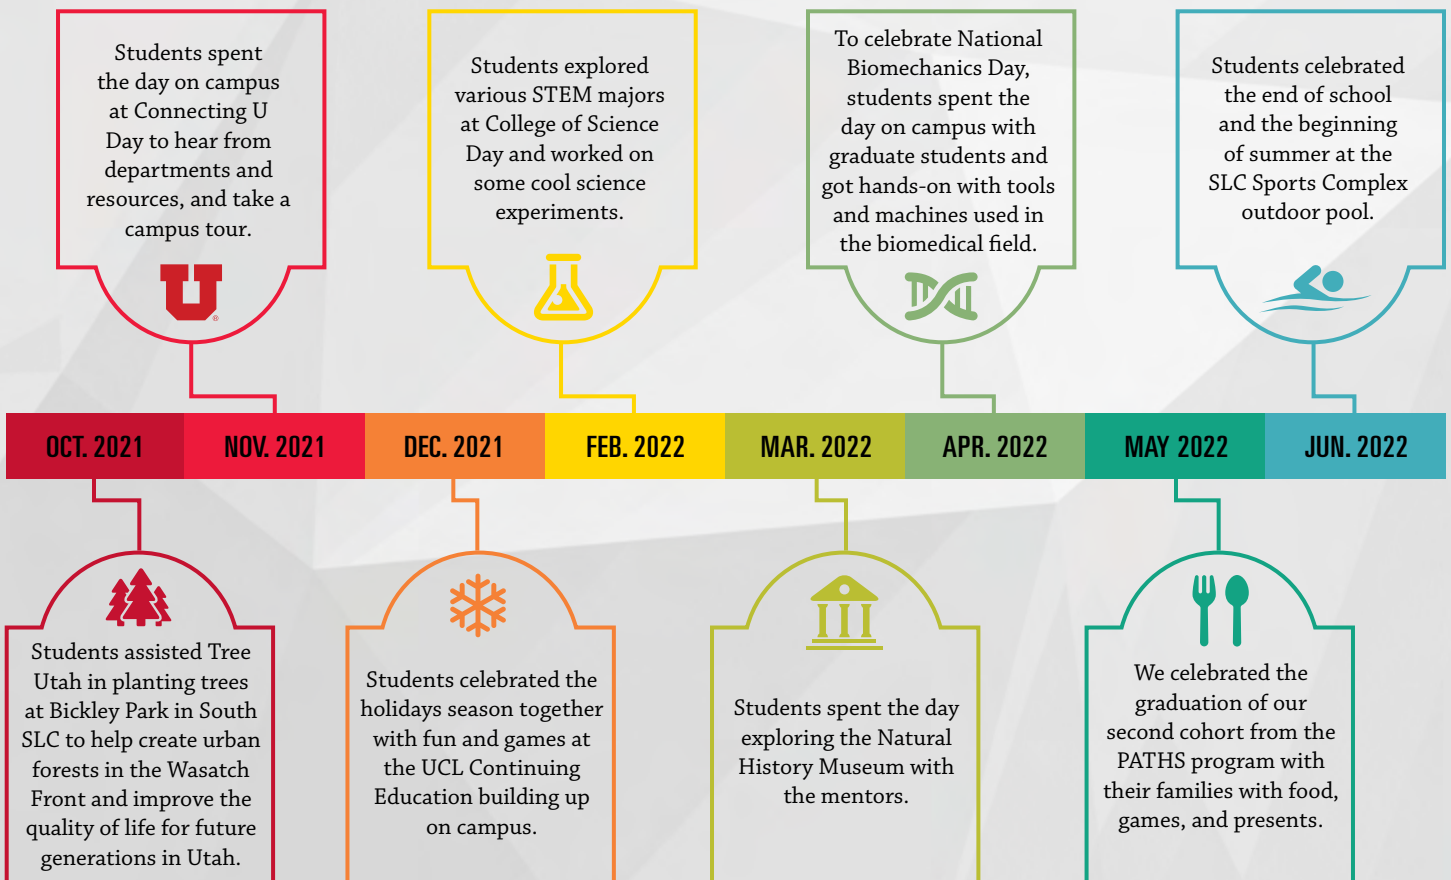 Students spent
the day on campus
at Connecting U
Day to hear from
departments and
resources, and take a
campus tour.
U
®
Students explored
various STEM majors
at College of Science
Day and worked on
some cool science
experiments.
To celebrate National
Biomechanics Day,
students spent the
day on campus with
graduate students and
got hands-on with tools
and machines used in
the biomedical field.
Students celebrated
the end of school
and the beginning
of summer at the
SLC Sports Complex
outdoor pool.
OCT. 2021
NOV. 2021
DEC. 2021
FEB. 2022
MAR. 2022
APR. 2022
MAY 2022
JUN. 2022
Students assisted Tree
Utah in planting trees
at Bickley Park in South
SLC to help create urban
forests in the Wasatch
Front and improve the
quality of life for future
generations in Utah.
Students celebrated the
holidays season together
with fun and games at
the UCL Continuing
Education building up
on campus.
Students spent the day
exploring the Natural
History Museum with
the mentors.
We celebrated the
graduation of our
second cohort from the
PATHS program with
their families with food,
games, and presents.